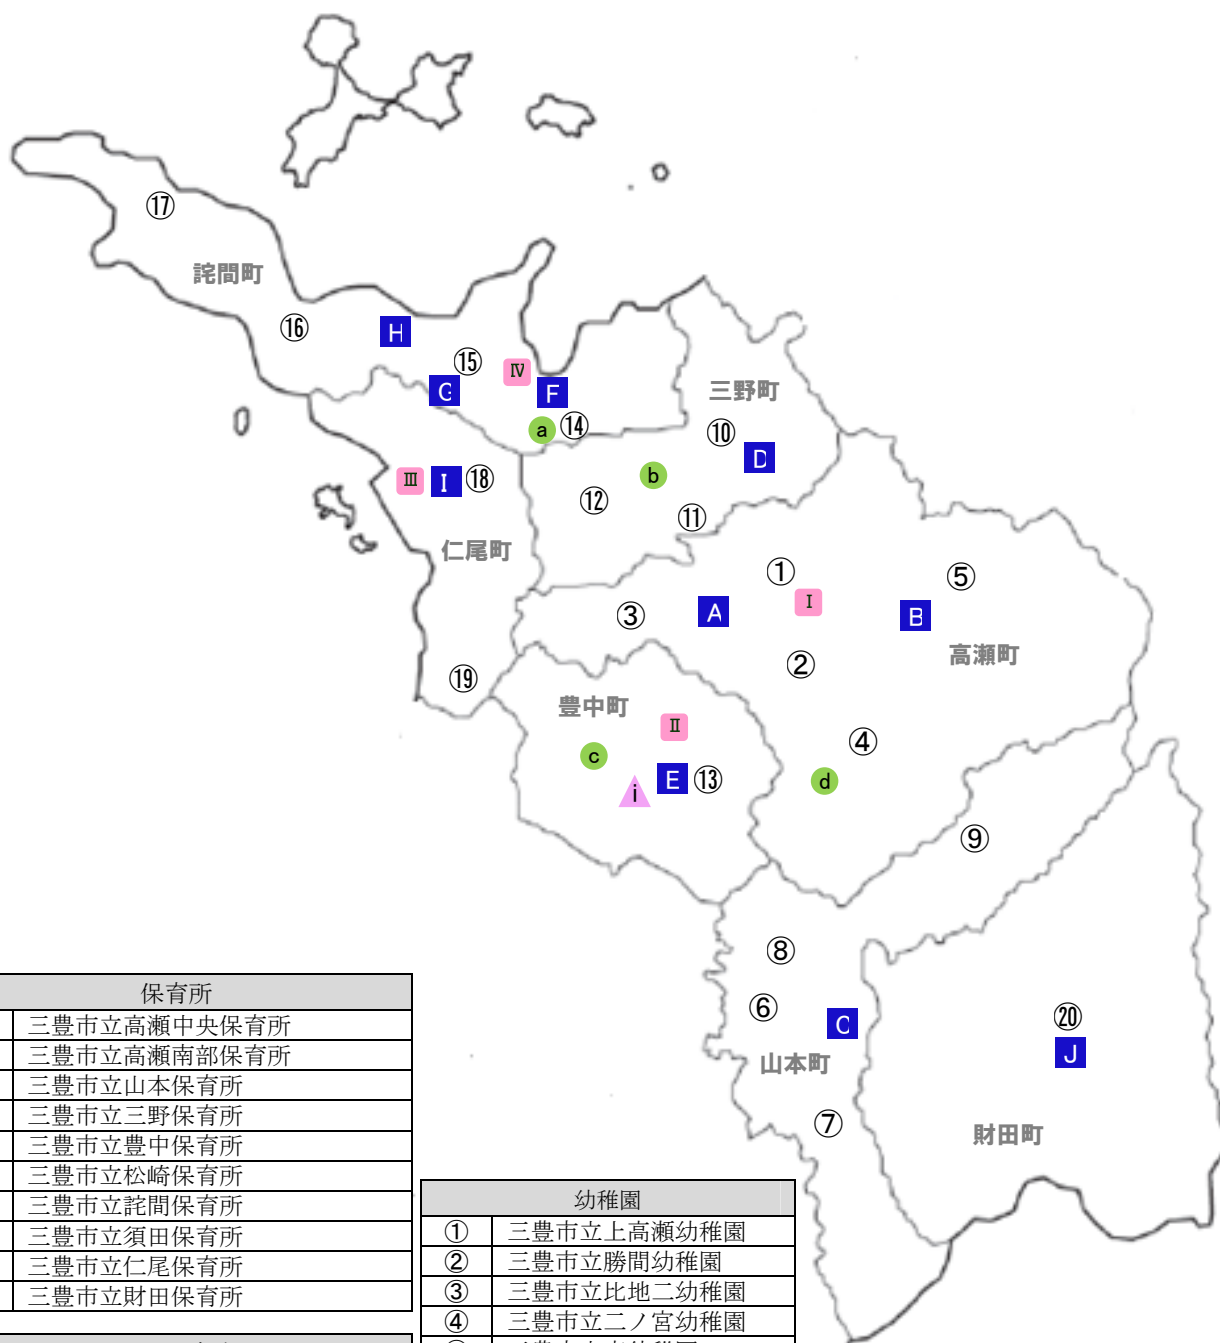 ⑰
詫間町
⑯
H
⑮
Ⅳ
G
F
三野町
a
⑭
⑩
D
b
Ⅲ
I
⑱
⑫
⑪
仁尾町
①
⑤
Ⅰ
③
A
B
高瀬町
②
⑲
豊中町
Ⅱ
④
c
E
⑬
d
i
⑨
⑧
⑥
C
⑳
J
山本町
⑦
財田町
保育所
三豊市立高瀬中央保育所
三豊市立高瀬南部保育所
三豊市立山本保育所
三豊市立三野保育所
三豊市立豊中保育所
三豊市立松崎保育所
三豊市立詫間保育所
三豊市立須田保育所
三豊市立仁尾保育所
三豊市立財田保育所
幼稚園
① 三豊市立上高瀬幼稚園
② 三豊市立勝間幼稚園
③ 三豊市立比地二幼稚園
④ 三豊市立二ノ宮幼稚園